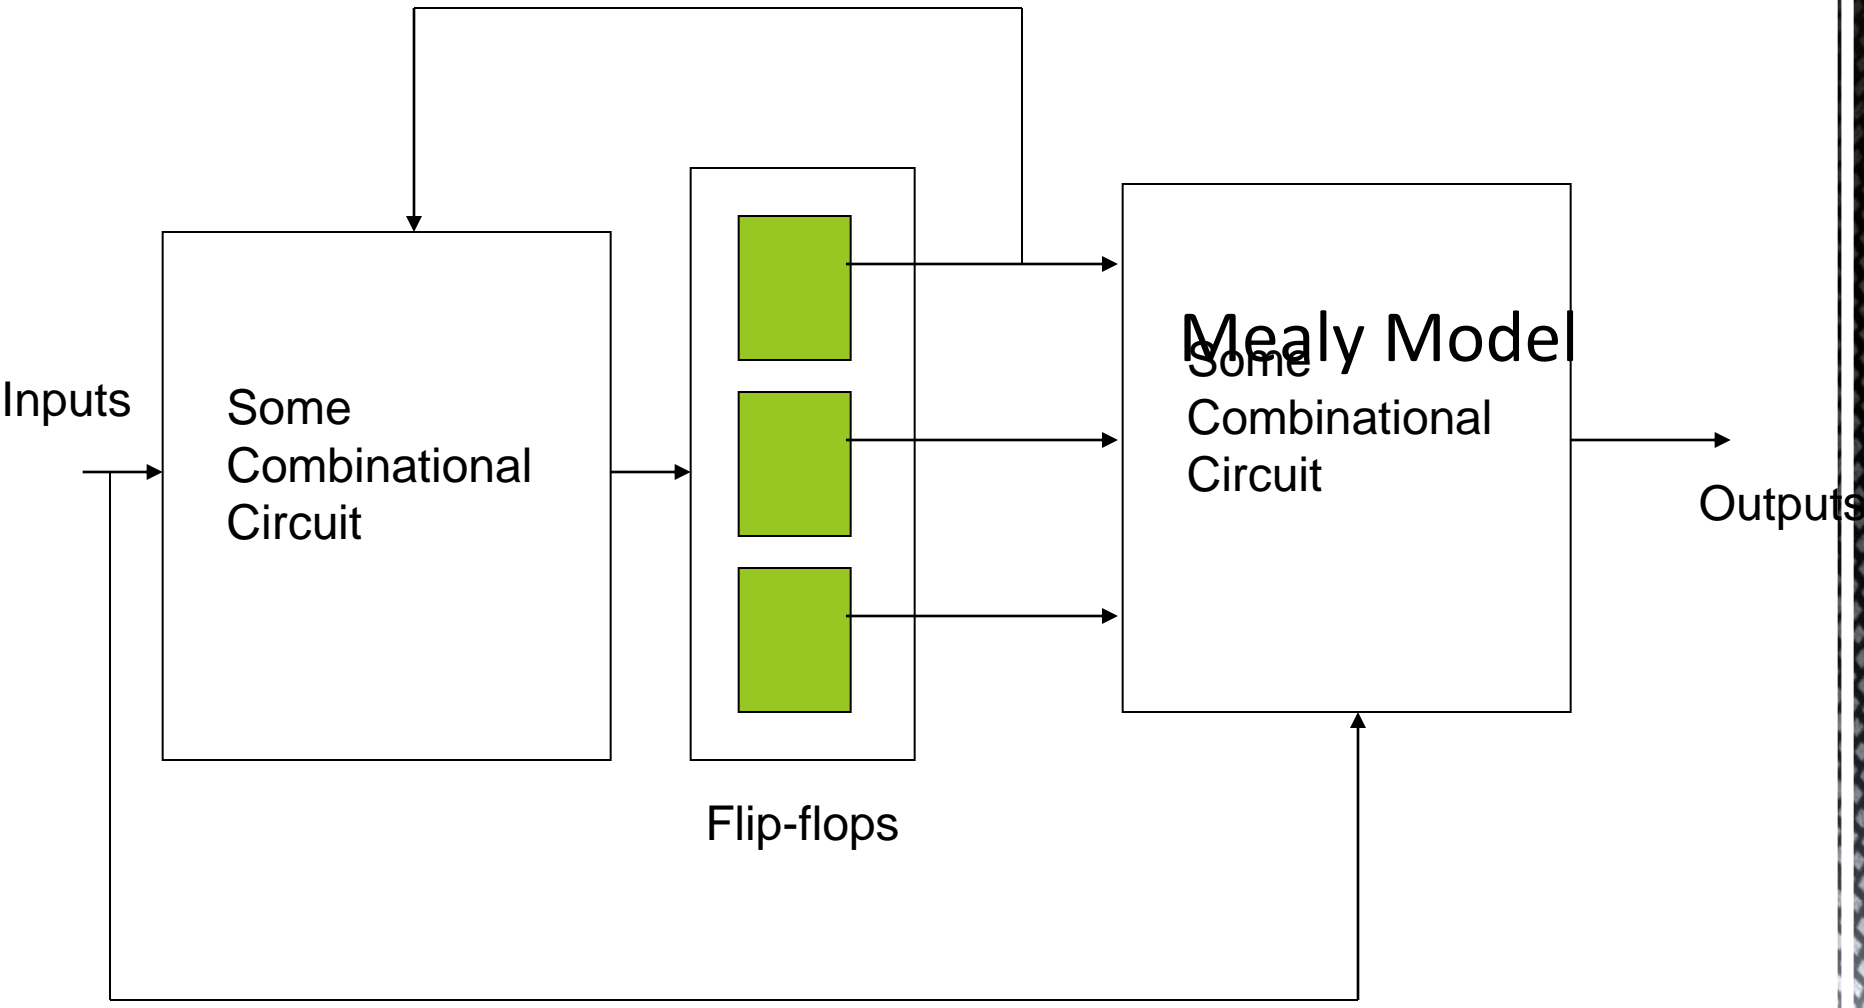 Mealy Model
Inputs
Some
Combinational
Circuit
Some
Combinational
Circuit
Outputs
Flip-flops